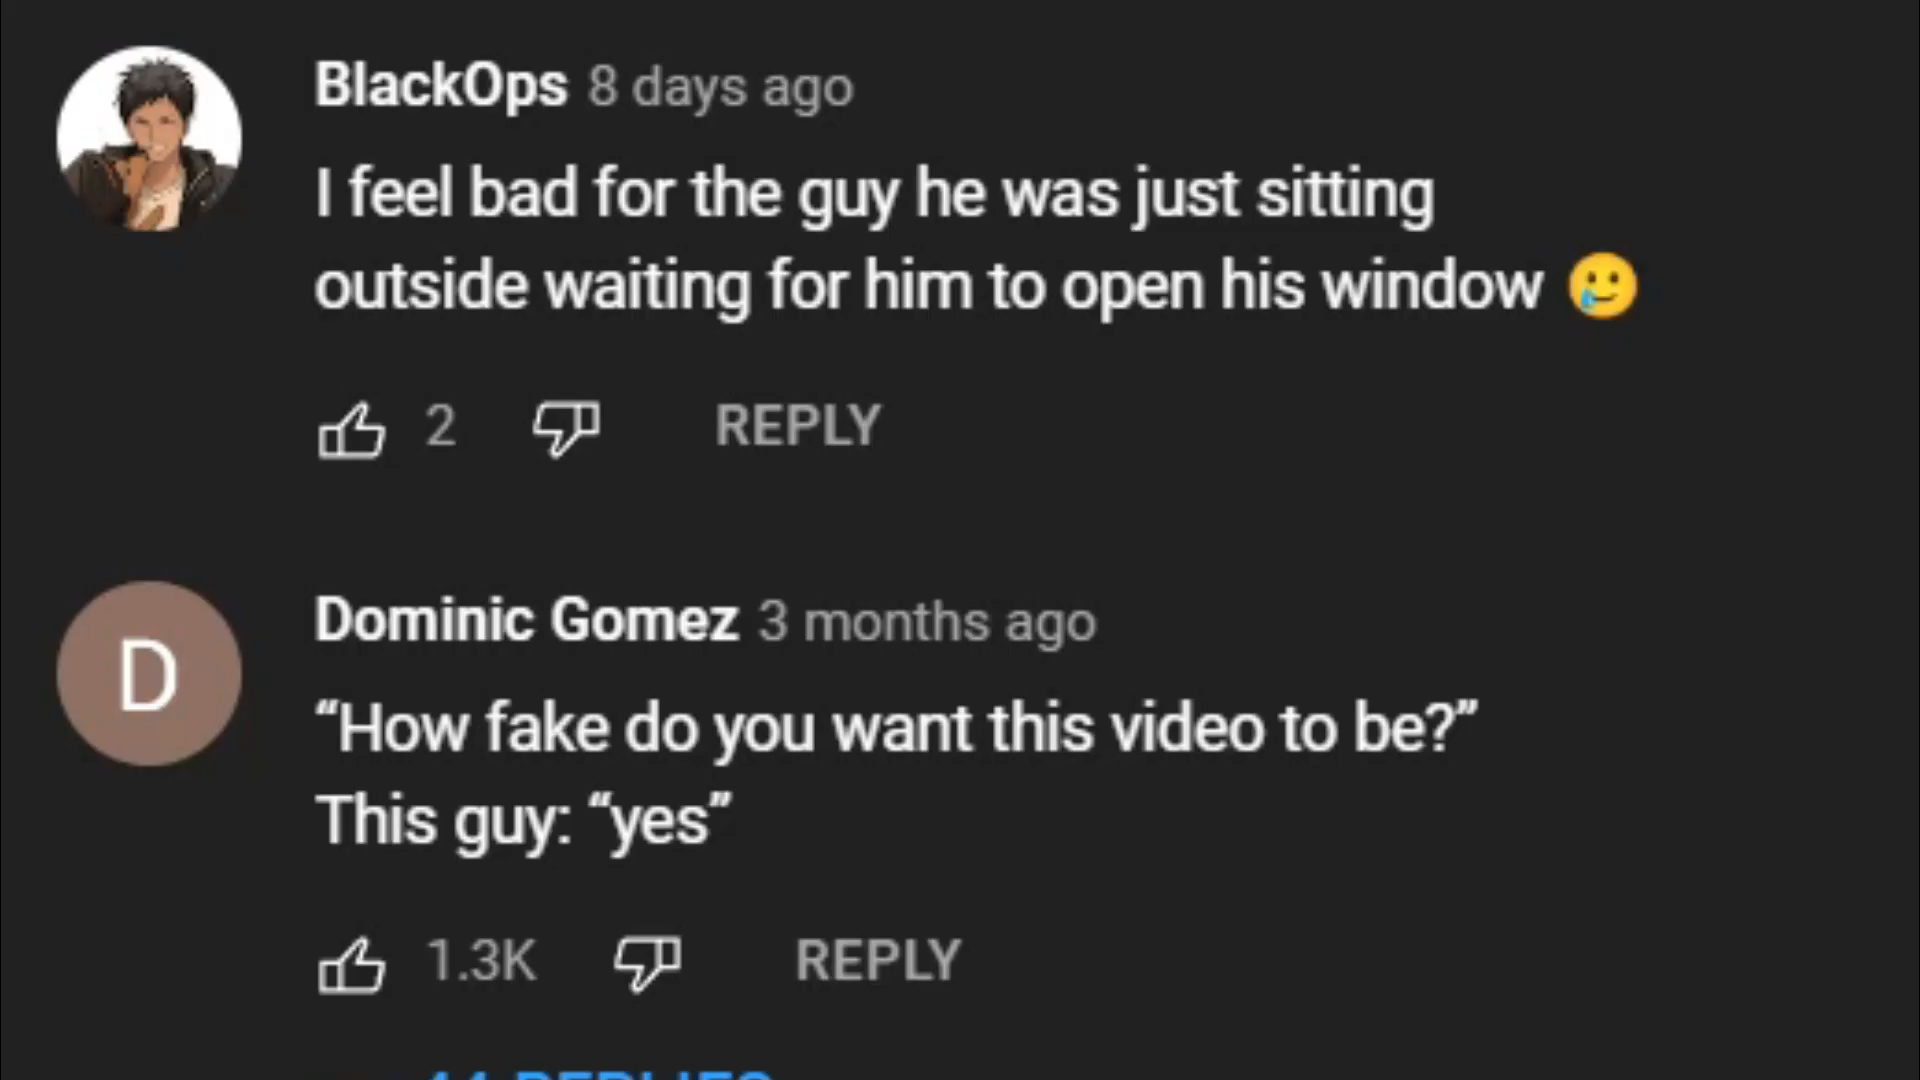 BlackOps 8 days ago
I feel bad for the guy he was just sitting
outside waiting for him to open his window 🥲
2 REPLY
D
Dominic Gomez 3 months ago
“How fake do you want this video to be?”
This guy: “yes”
1.3K REPLY
44 REPLIES